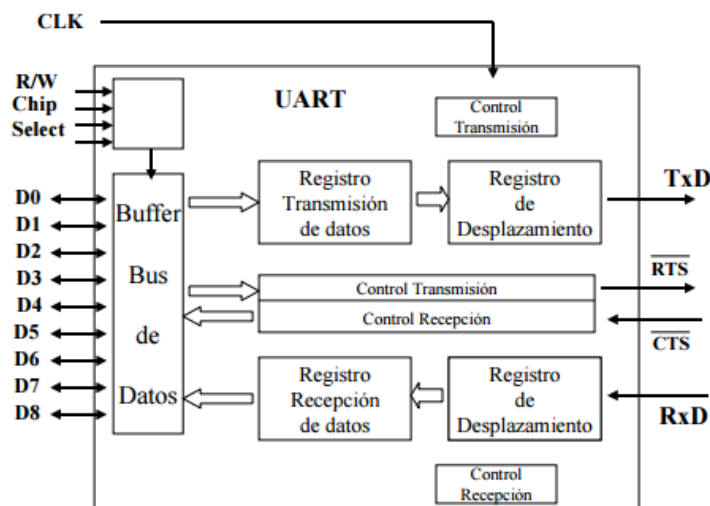 CLK
R/W
Chip
Select
UART
Control
Transmisión
D0
D1
D2
D3
D4
D5
D6
D7
D8
Buffer
Bus
de
Datos
Registro
Transmisión
de datos
Registro
de
Desplazamiento
TxD
Control Transmisión
Control Recepción
RTS
CTS
Registro
Recepción
de datos
Registro
de
Desplazamiento
RxD
Control
Recepción